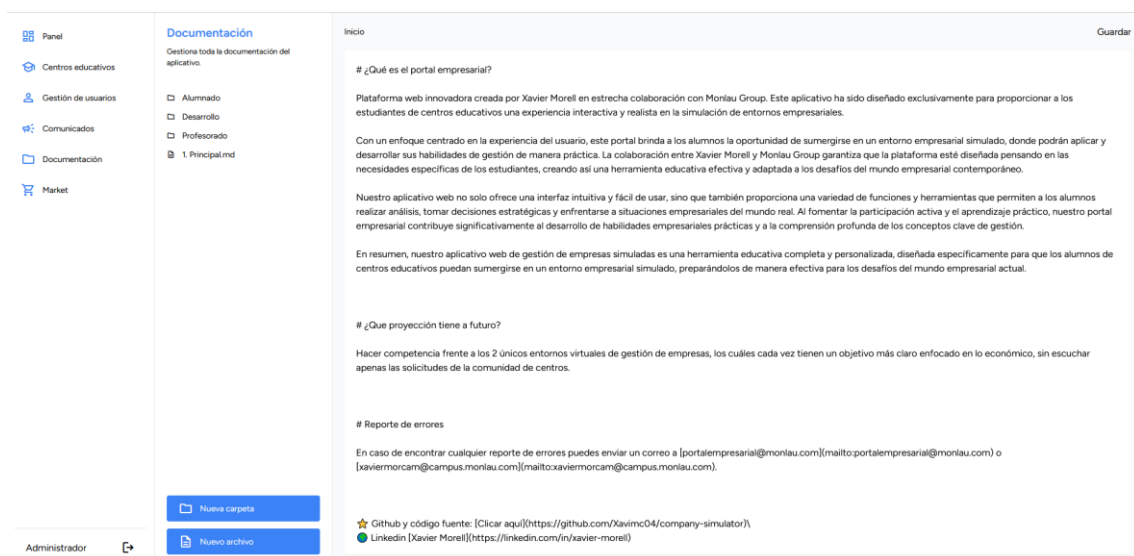 Panel
Centros educativos
Gestión de usuarios
Comunicados
Documentación
Market
Administrador
Documentación
Gestiona toda la documentación del
aplicativo.
Alumnado
Desarrollo
Profesorado
1. Principal.md
Nueva carpeta
Nuevo archivo
Inicio
Guardar
# ¿Qué es el portal empresarial?
Plataforma web innovadora creada por Xavier Morell en estrecha colaboración con Monlau Group. Este aplicativo ha sido diseñado exclusivamente para proporcionar a los
estudiantes de centros educativos una experiencia interactiva y realista en la simulación de entornos empresariales.
Con un enfoque centrado en la experiencia del usuario, este portal brinda a los alumnos la oportunidad de sumergirse en un entorno empresarial simulado, donde podrán aplicar y
desarrollar sus habilidades de gestión de manera práctica. La colaboración entre Xavier Morell y Monlau Group garantiza que la plataforma esté diseñada pensando en las
necesidades específicas de los estudiantes, creando así una herramienta educativa efectiva y adaptada a los desafíos del mundo empresarial contemporáneo.
Nuestro aplicativo web no solo ofrece una interfaz intuitiva y fácil de usar, sino que también proporciona una variedad de funciones y herramientas que permiten a los alumnos
realizar análisis, tomar decisiones estratégicas y enfrentarse a situaciones empresariales del mundo real. Al fomentar la participación activa y el aprendizaje práctico, nuestro portal
empresarial contribuye significativamente al desarrollo de habilidades empresariales prácticas y a la comprensión profunda de los conceptos clave de gestión.
En resumen, nuestro aplicativo web de gestión de empresas simuladas es una herramienta educativa completa y personalizada, diseñada específicamente para que los alumnos de
centros educativos puedan sumergirse en un entorno empresarial simulado, preparándolos de manera efectiva para los desafíos del mundo empresarial actual.
# ¿Que proyección tiene a futuro?
Hacer competencia frente a los 2 únicos entornos virtuales de gestión de empresas, los cuáles cada vez tienen un objetivo más claro enfocado en lo económico, sin escuchar
apenas las solicitudes de la comunidad de centros.
# Reporte de errores
En caso de encontrar cualquier reporte de errores puedes enviar un correo a [portalempresarial@monlau.com](mailto:portalempresarial@monlau.com) o
[xaviermorcam@campus.monlau.com](mailto:xaviermorcam@campus.monlau.com).
⭐ Github y código fuente: [Clicar aquí](https://github.com/Xavimc04/company-simulator)\
🌍 Linkedin [Xavier Morell](https://linkedin.com/in/xavier-morell)